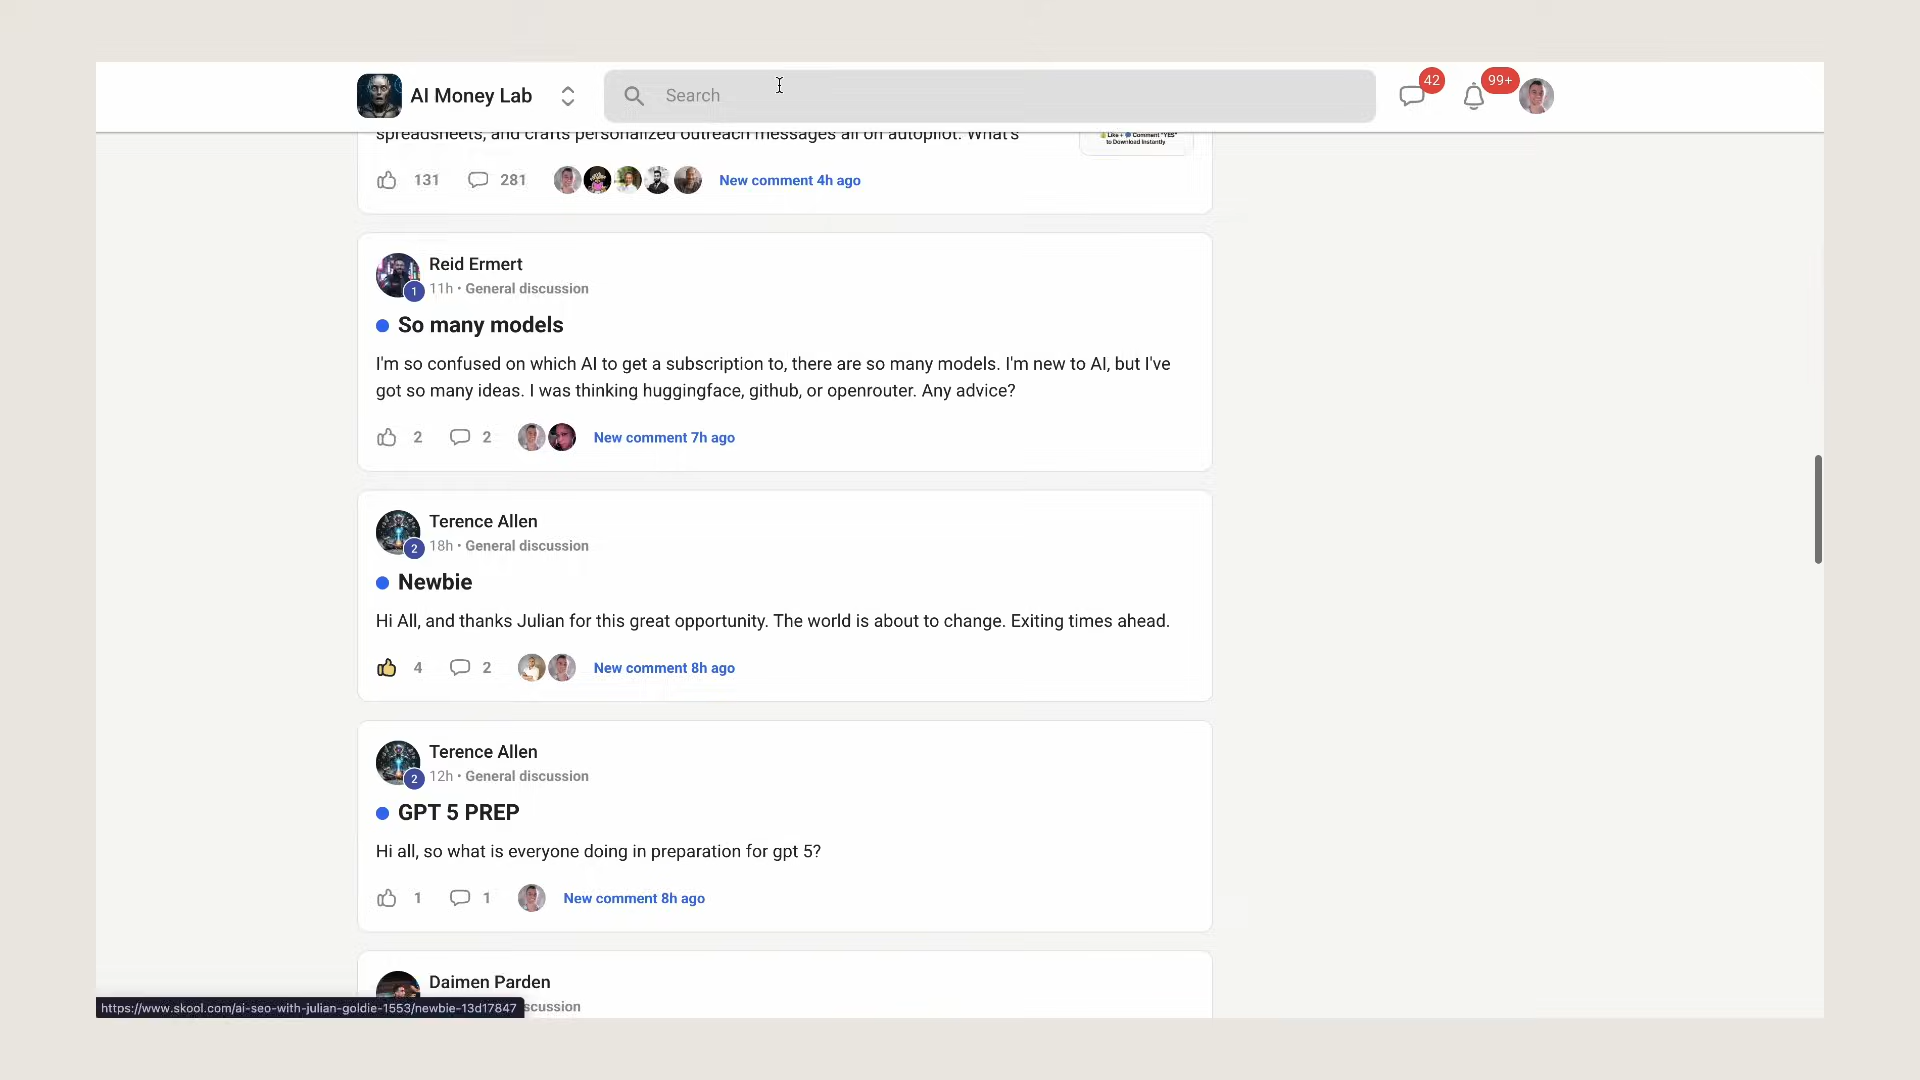 AI Money Lab
Search
42
99+
spreadsheets, and crafts personalized outreach messages all on autopilot. What's
Like + Comment "YES"
to Download Instantly
131 281 New comment 4h ago
Reid Ermert
1 11h • General discussion
So many models
I'm so confused on which AI to get a subscription to, there are so many models. I'm new to AI, but I've
got so many ideas. I was thinking huggingface, github, or openrouter. Any advice?
2 2 New comment 7h ago
Terence Allen
2 18h • General discussion
Newbie
Hi All, and thanks Julian for this great opportunity. The world is about to change. Exiting times ahead.
4 2 New comment 8h ago
Terence Allen
2 12h • General discussion
GPT 5 PREP
Hi all, so what is everyone doing in preparation for gpt 5?
1 1 New comment 8h ago
Daimen Parden
scussion
https://www.skool.com/ai-seo-with-julian-goldie-1553/newbie-13d17847